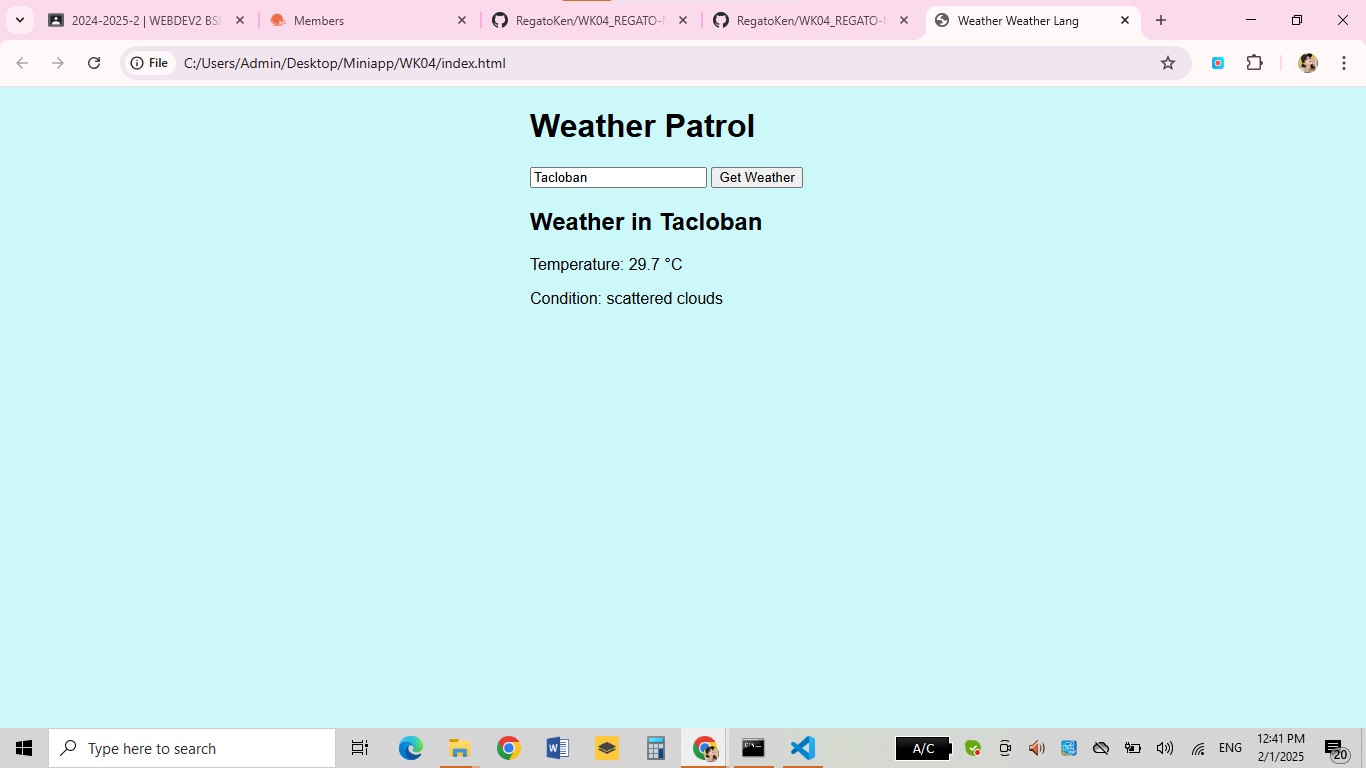 2024-2025-2 | WEBDEV2 BSI
Members
RegatoKen/WK04_REGATO-
RegatoKen/WK04_REGATO-
Weather Weather Lang
File
C:/Users/Admin/Desktop/Miniapp/WK04/index.html
Weather Patrol
Tacloban
Get Weather
Weather in Tacloban
Temperature: 29.7 °C
Condition: scattered clouds
Type here to search
A/C
ENG
12:41 PM
2/1/2025
20